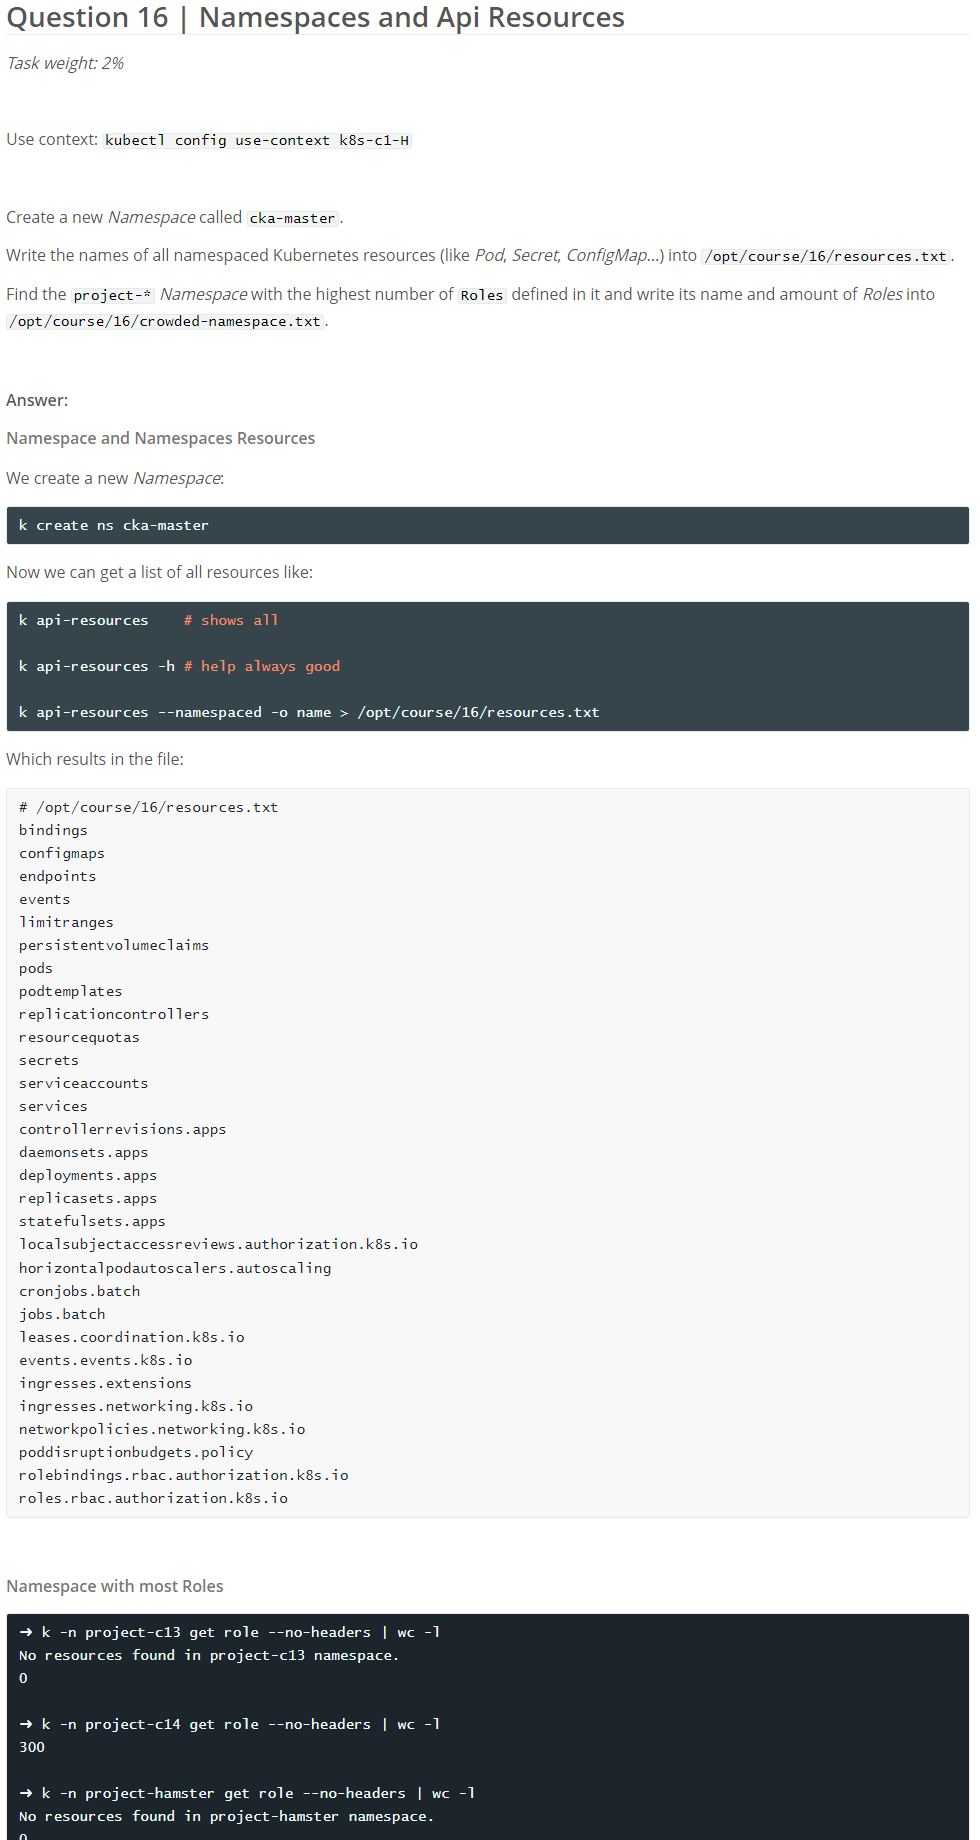 Question 16 | Namespaces and Api Resources
Task weight: 2%
Use context: kubectl config use-context k8s-c1-H
Create a new Namespace called cka-master.
Write the names of all namespaced Kubernetes resources (like Pod, Secret, ConfigMap...) into /opt/course/16/resources.txt.
Find the project-* Namespace with the highest number of Roles defined in it and write its name and amount of Roles into
/opt/course/16/crowded-namespace.txt.
Answer:
Namespace and Namespaces Resources
We create a new Namespace:
k create ns cka-master
Now we can get a list of all resources like:
k api-resources    # shows all
k api-resources -h # help always good
k api-resources --namespaced -o name > /opt/course/16/resources.txt
Which results in the file:
# /opt/course/16/resources.txt
bindings
configmaps
endpoints
events
limitranges
persistentvolumeclaims
pods
podtemplates
replicationcontrollers
resourcequotas
secrets
serviceaccounts
services
controllerrevisions.apps
daemonsets.apps
deployments.apps
replicasets.apps
statefulsets.apps
localsubjectaccessreviews.authorization.k8s.io
horizontalpodautoscalers.autoscaling
cronjobs.batch
jobs.batch
leases.coordination.k8s.io
events.events.k8s.io
ingresses.extensions
ingresses.networking.k8s.io
networkpolicies.networking.k8s.io
poddisruptionbudgets.policy
rolebindings.rbac.authorization.k8s.io
roles.rbac.authorization.k8s.io
Namespace with most Roles
➜ k -n project-c13 get role --no-headers | wc -l
No resources found in project-c13 namespace.
0
➜ k -n project-c14 get role --no-headers | wc -l
300
➜ k -n project-hamster get role --no-headers | wc -l
No resources found in project-hamster namespace.
0